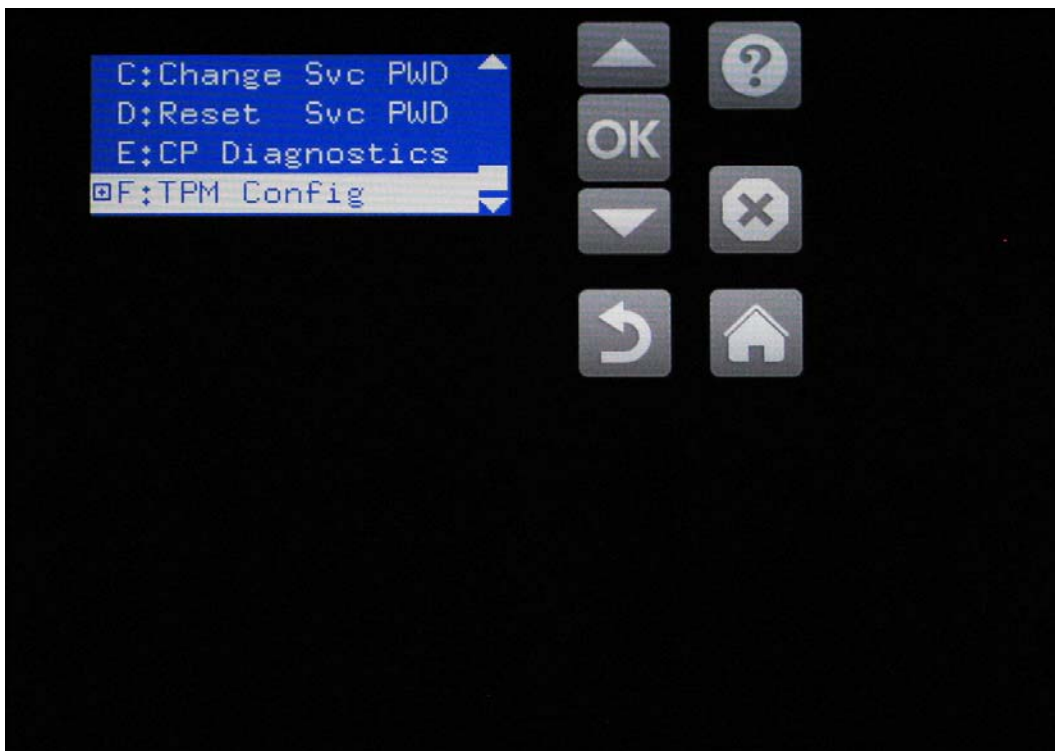 C:Change Svc PWD
D:Reset Svc PWD
E:CP Diagnostics
F:TPM Config
?
OK